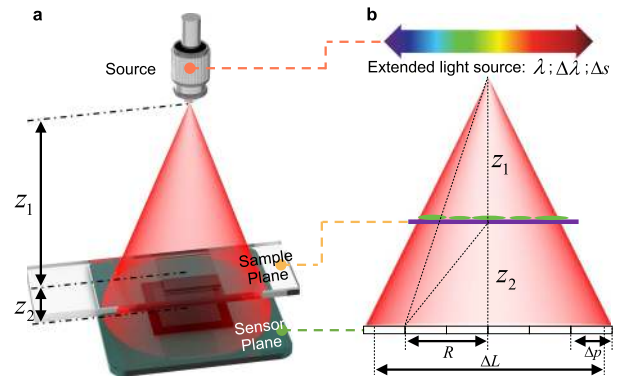 a
b
Source
Extended light source: λ ; Δλ ; Δs
z₁
z₁
Sample
Plane
z₂
z₂
Sensor
Plane
R
Δp
ΔL